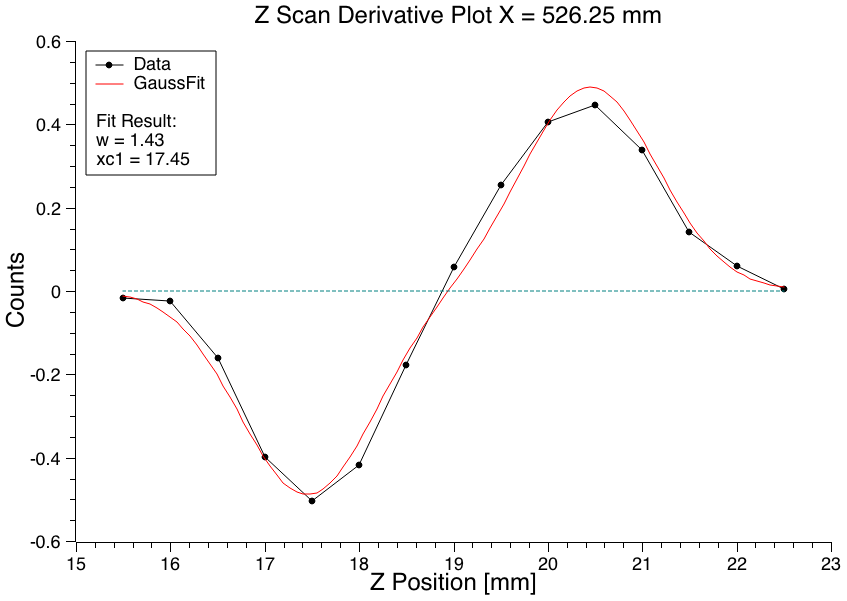 Z Scan Derivative Plot X = 526.25 mm
0.6
Data
GaussFit
Fit Result:
w = 1.43
xc1 = 17.45
0.4
0.2
0
-0.2
-0.4
-0.6
Counts
15 16 17 18 19 20 21 22 23
Z Position [mm]